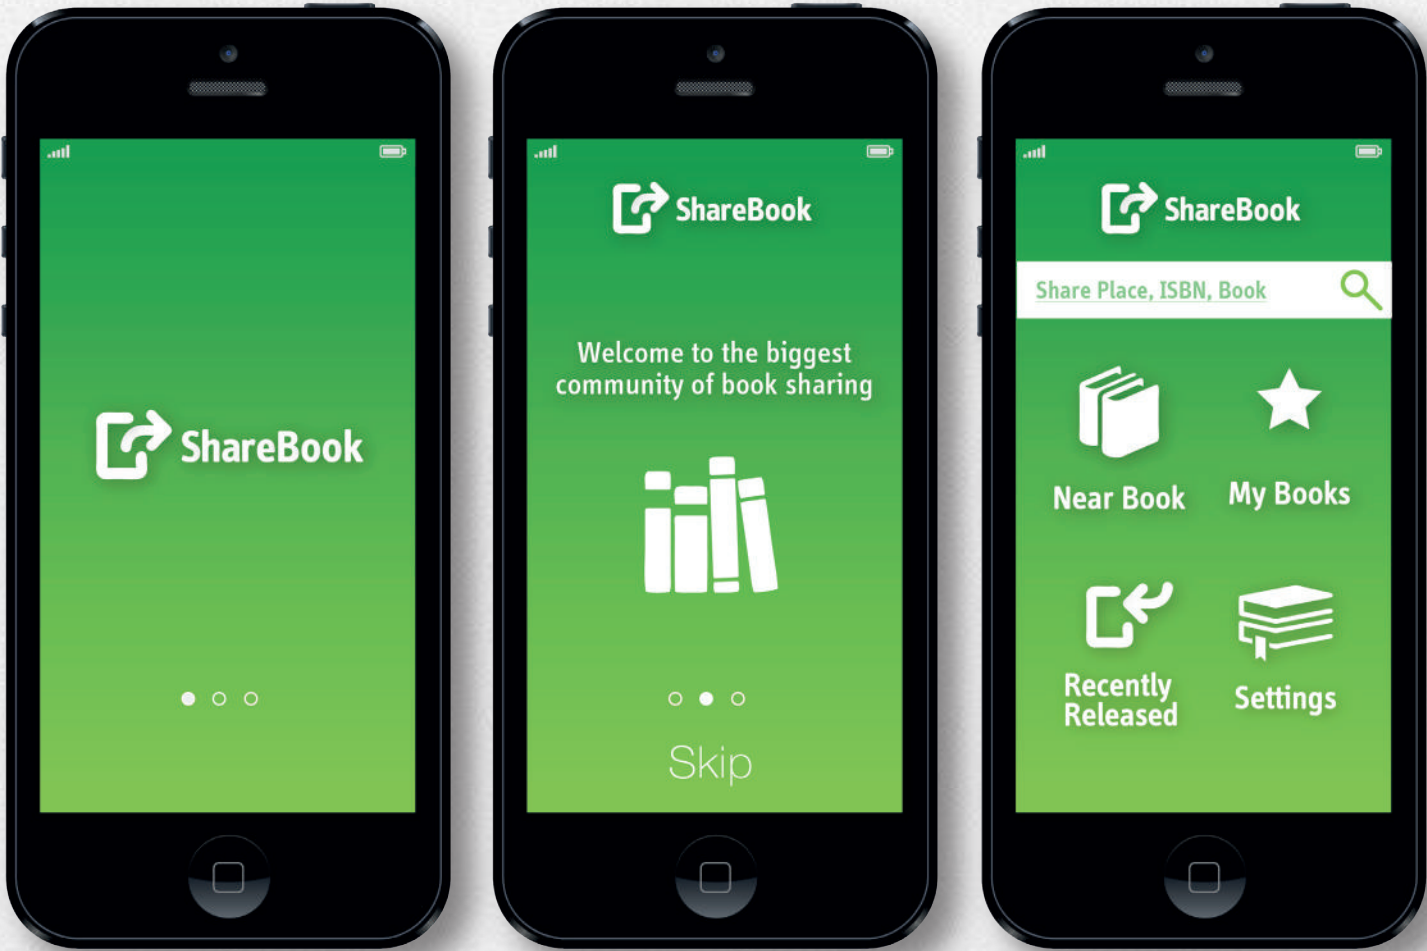 ShareBook
ShareBook
Welcome to the biggest
community of book sharing
Skip
ShareBook
Share Place, ISBN, Book
Near Book
My Books
Recently
Released
Settings